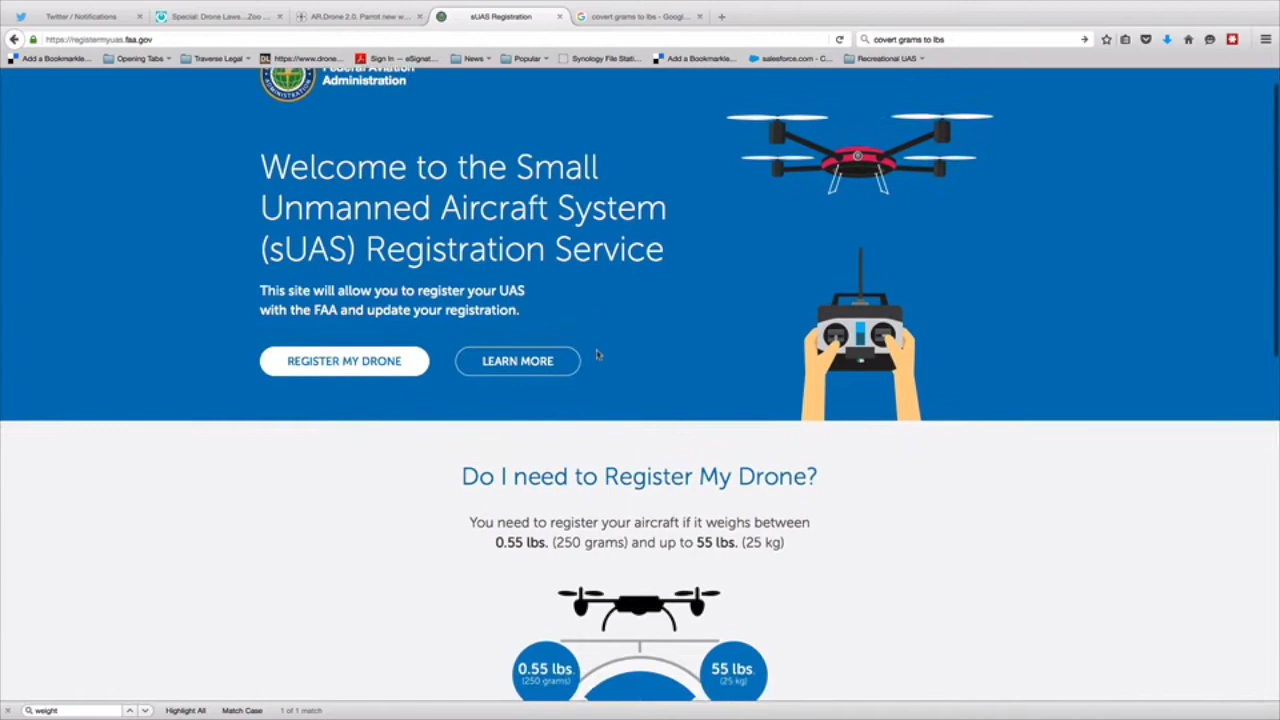 Twitter / Notifications
Special: Drone Laws...Zoo ...
AR.Drone 2.0. Parrot new w...
sUAS Registration
covert grams to lbs - Googl...
https://registermyuas.faa.gov
covert grams to lbs
Add a Bookmarkle...
Opening Tabs
Traverse Legal
https://www.drone...
Sign In — eSignat...
News
Popular
Synology File Stati...
Add a Bookmarkle...
salesforce.com - C...
Recreational UAS
Federal Aviation
Administration
Welcome to the Small
Unmanned Aircraft System
(sUAS) Registration Service
This site will allow you to register your UAS
with the FAA and update your registration.
REGISTER MY DRONE
LEARN MORE
Do I need to Register My Drone?
You need to register your aircraft if it weighs between
0.55 lbs. (250 grams) and up to 55 lbs. (25 kg)
0.55 lbs.
(250 grams)
55 lbs.
(25 kg)
weight
Highlight All
Match Case
1 of 1 match